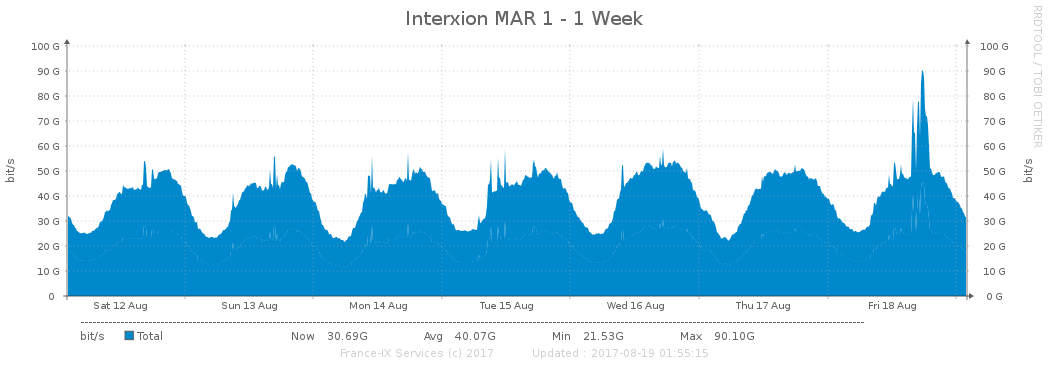 Interxion MAR 1 - 1 Week
RRDTOOL / TOBI OETIKER
bit/s
bit/s
100 G 100 G
90 G 90 G
80 G 80 G
70 G 70 G
60 G 60 G
50 G 50 G
40 G 40 G
30 G 30 G
20 G 20 G
10 G 10 G
0 0 G
Sat 12 Aug Sun 13 Aug Mon 14 Aug Tue 15 Aug Wed 16 Aug Thu 17 Aug Fri 18 Aug
bit/s Total Now 30.69G Avg 40.07G Min 21.53G Max 90.10G
France-IX Services (c) 2017 Updated : 2017-08-19 01:55:15